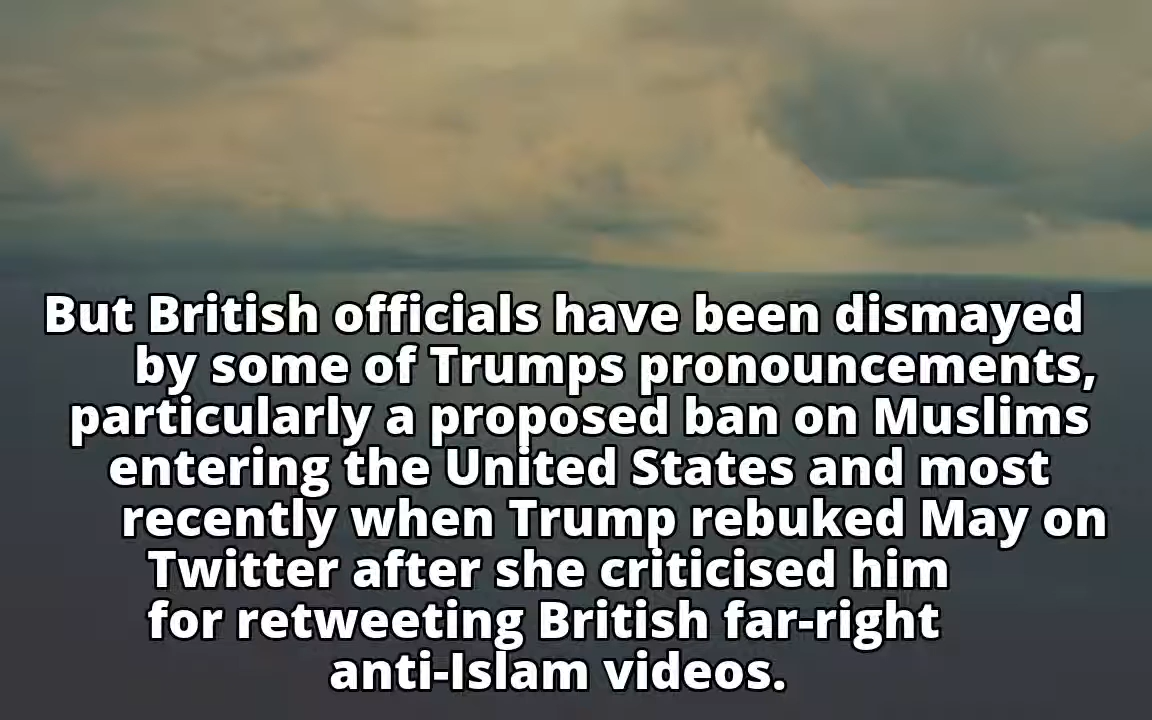 But British officials have been dismayed
by some of Trumps pronouncements,
particularly a proposed ban on Muslims
entering the United States and most
recently when Trump rebuked May on
Twitter after she criticised him
for retweeting British far-right
anti-Islam videos.